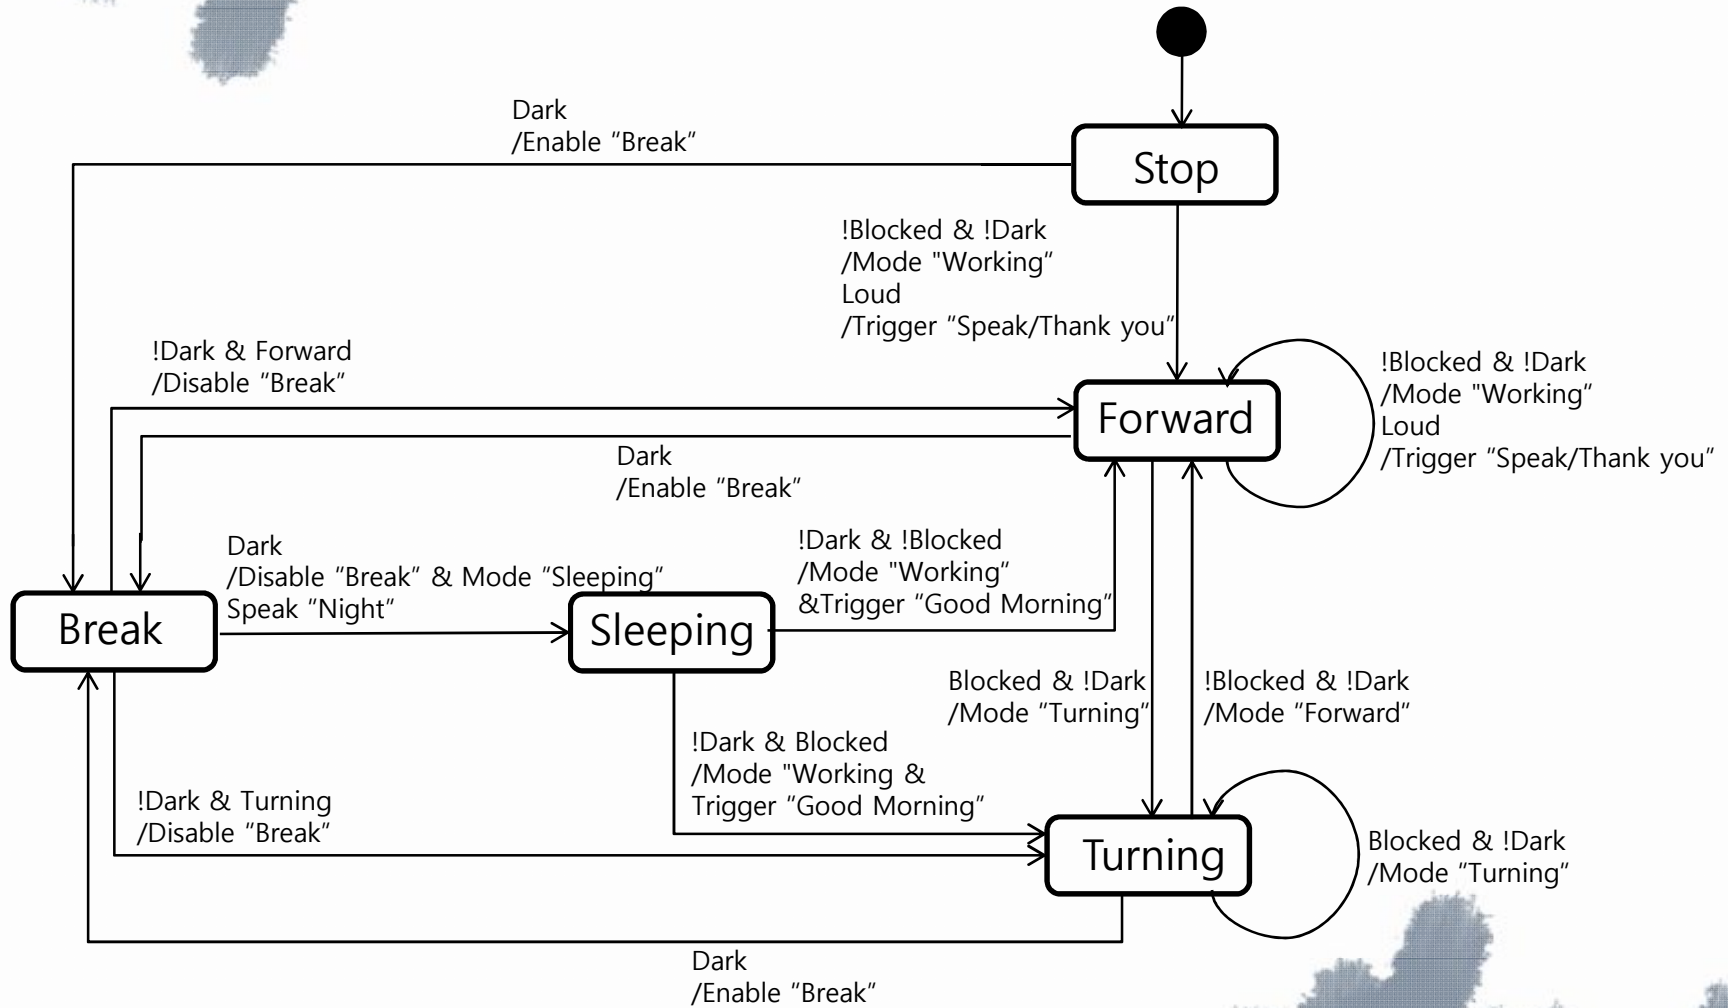 Dark
/Enable “Break”
Stop
!Blocked & !Dark
/Mode "Working“
Loud
/Trigger “Speak/Thank you”
!Dark & Forward
/Disable “Break”
Forward
!Blocked & !Dark
/Mode "Working“
Loud
/Trigger “Speak/Thank you”
Dark
/Enable “Break”
Dark
/Disable “Break” & Mode “Sleeping”
Speak “Night”
!Dark & !Blocked
/Mode "Working“
&Trigger “Good Morning”
Break
Sleeping
Blocked & !Dark
/Mode “Turning”
!Blocked & !Dark
/Mode “Forward”
!Dark & Blocked
/Mode "Working &
Trigger “Good Morning”
!Dark & Turning
/Disable “Break”
Turning
Blocked & !Dark
/Mode “Turning”
Dark
/Enable “Break”